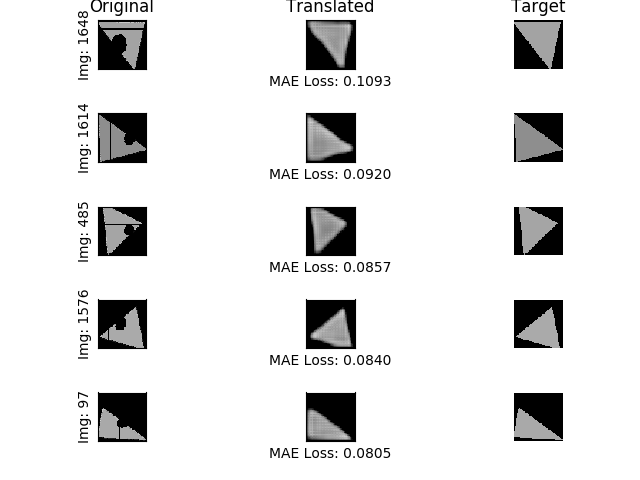 Original Translated Target
Img: 1648
MAE Loss: 0.1093
Img: 1614
MAE Loss: 0.0920
Img: 485
MAE Loss: 0.0857
Img: 1576
MAE Loss: 0.0840
Img: 97
MAE Loss: 0.0805